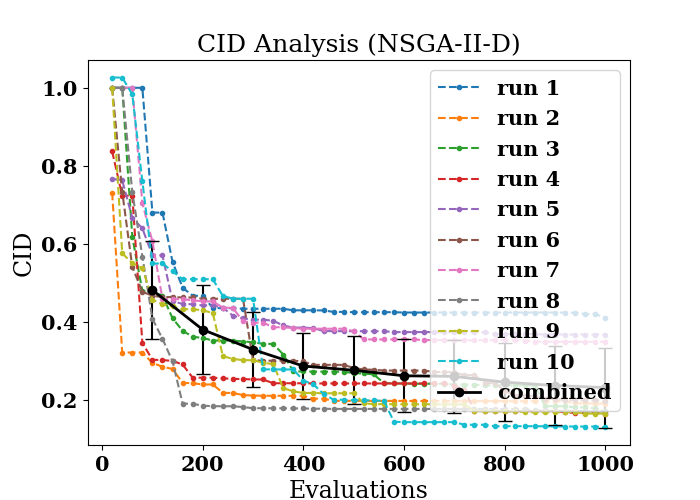 CID Analysis (NSGA-II-D)
CID
1.0
0.8
0.6
0.4
0.2
0
200
400
600
800
1000
Evaluations
run 1
run 2
run 3
run 4
run 5
run 6
run 7
run 8
run 9
run 10
combined